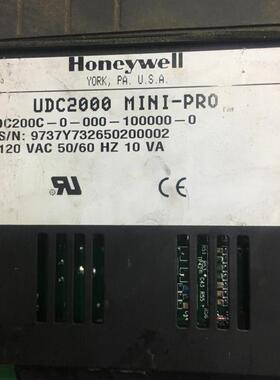 Honeywell
YORK, PA. U.S.A.
UDC2000 MINI-PRO
DC200C-0-000-100000-0
S/N: 9737Y732650200002
120 VAC 50/60 HZ 10 VA
CE